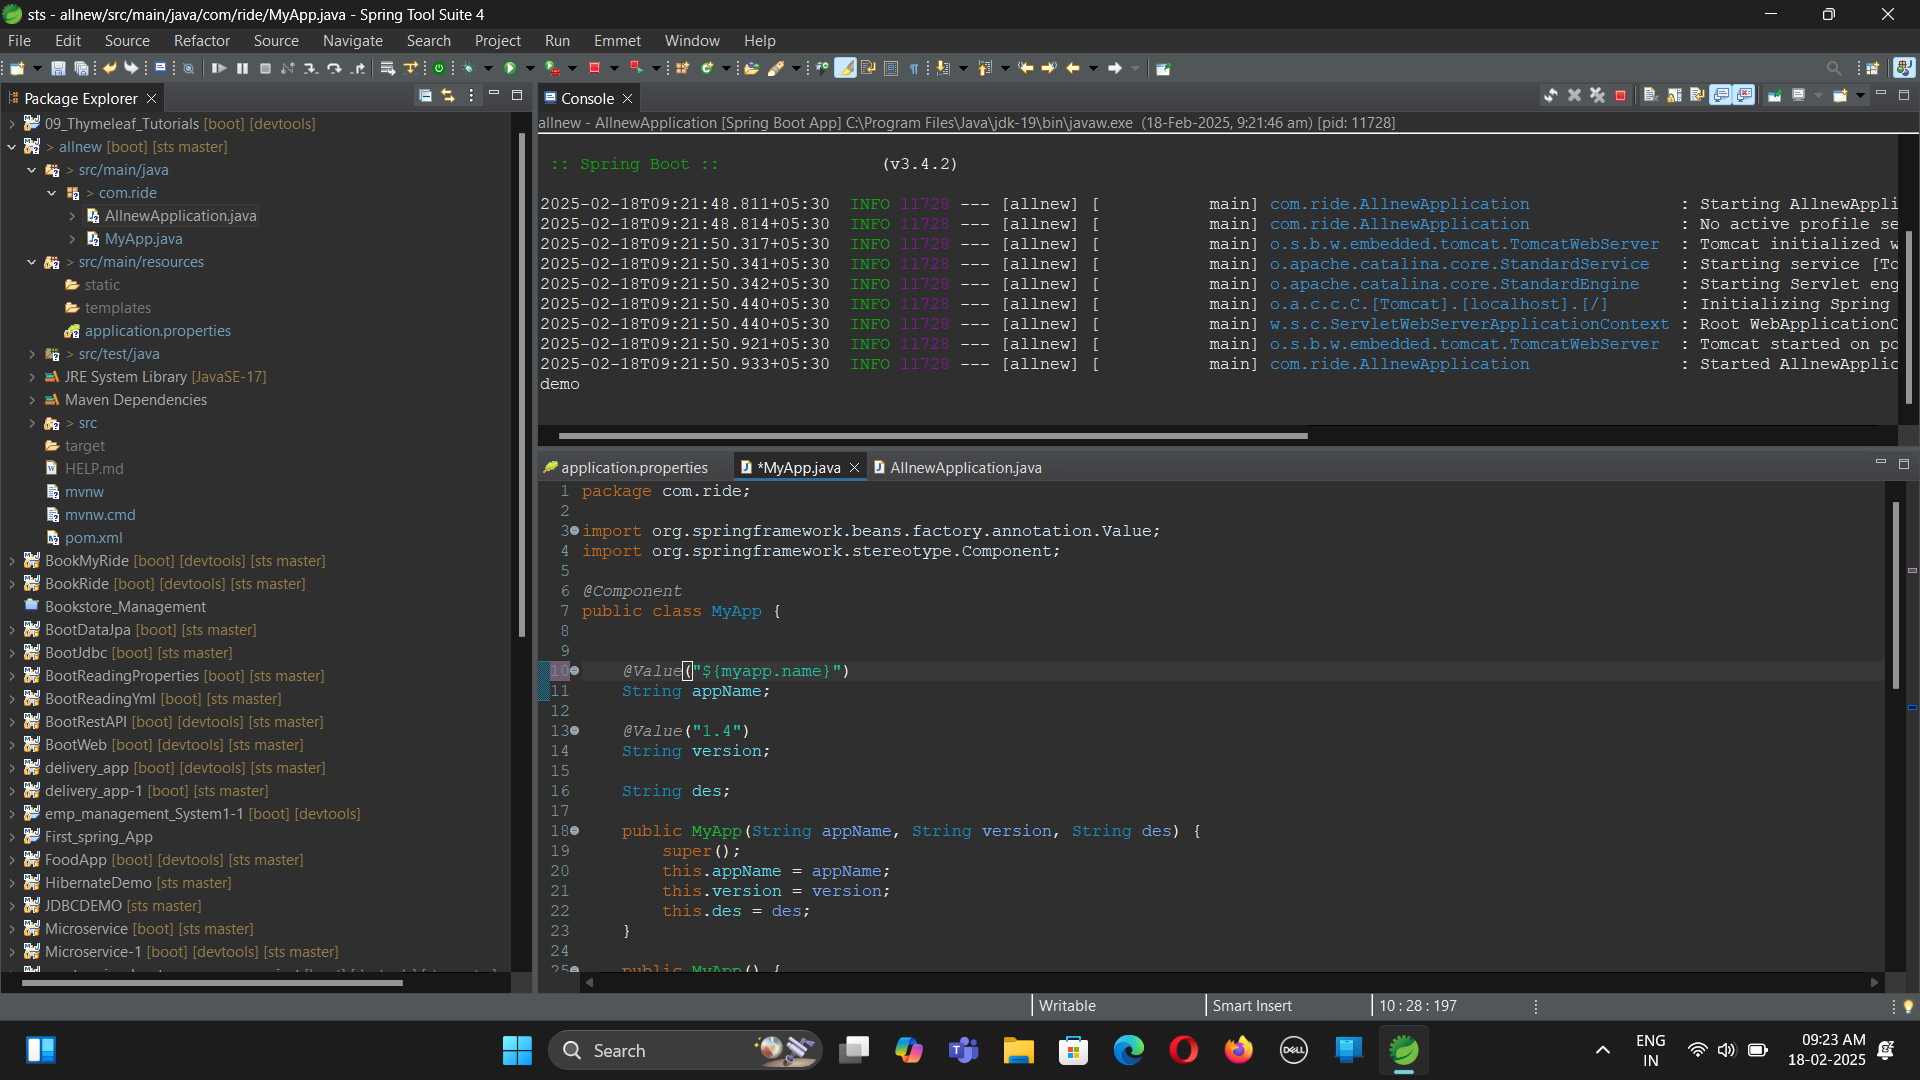 sts - allnew/src/main/java/com/ride/MyApp.java - Spring Tool Suite 4
File Edit Source Refactor Source Navigate Search Project Run Emmet Window Help
Package Explorer
09_Thymeleaf_Tutorials [boot] [devtools]
> allnew [boot] [sts master]
> src/main/java
> com.ride
AllnewApplication.java
MyApp.java
> src/main/resources
static
templates
application.properties
> src/test/java
JRE System Library [JavaSE-17]
Maven Dependencies
> src
target
HELP.md
mvnw
mvnw.cmd
pom.xml
BookMyRide [boot] [devtools] [sts master]
BookRide [boot] [devtools] [sts master]
Bookstore_Management
BootDataJpa [boot] [sts master]
BootJdbc [boot] [sts master]
BootReadingProperties [boot] [sts master]
BootReadingYml [boot] [sts master]
BootRestAPI [boot] [devtools] [sts master]
BootWeb [boot] [devtools] [sts master]
delivery_app [boot] [devtools] [sts master]
delivery_app-1 [boot] [sts master]
emp_management_System1-1 [boot] [devtools]
First_spring_App
FoodApp [boot] [devtools] [sts master]
HibernateDemo [sts master]
JDBCDEMO [sts master]
Microservice [boot] [sts master]
Microservice-1 [boot] [devtools] [sts master]
Console
allnew - AllnewApplication [Spring Boot App] C:\Program Files\Java\jdk-19\bin\javaw.exe (18-Feb-2025, 9:21:46 am) [pid: 11728]
:: Spring Boot :: (v3.4.2)
2025-02-18T09:21:48.811+05:30 INFO 11728 --- [allnew] [ main] com.ride.AllnewApplication : Starting AllnewAppli
2025-02-18T09:21:48.814+05:30 INFO 11728 --- [allnew] [ main] com.ride.AllnewApplication : No active profile se
2025-02-18T09:21:50.317+05:30 INFO 11728 --- [allnew] [ main] o.s.b.w.embedded.tomcat.TomcatWebServer : Tomcat initialized w
2025-02-18T09:21:50.341+05:30 INFO 11728 --- [allnew] [ main] o.apache.catalina.core.StandardService : Starting service [To
2025-02-18T09:21:50.342+05:30 INFO 11728 --- [allnew] [ main] o.apache.catalina.core.StandardEngine : Starting Servlet eng
2025-02-18T09:21:50.440+05:30 INFO 11728 --- [allnew] [ main] o.a.c.c.C.[Tomcat].[localhost].[/] : Initializing Spring
2025-02-18T09:21:50.440+05:30 INFO 11728 --- [allnew] [ main] w.s.c.ServletWebServerApplicationContext : Root WebApplicationC
2025-02-18T09:21:50.921+05:30 INFO 11728 --- [allnew] [ main] o.s.b.w.embedded.tomcat.TomcatWebServer : Tomcat started on po
2025-02-18T09:21:50.933+05:30 INFO 11728 --- [allnew] [ main] com.ride.AllnewApplication : Started AllnewApplic
demo
application.properties *MyApp.java AllnewApplication.java
1 package com.ride;
2
3 import org.springframework.beans.factory.annotation.Value;
4 import org.springframework.stereotype.Component;
5
6 @Component
7 public class MyApp {
8
9
10 @Value("${myapp.name}")
11 String appName;
12
13 @Value("1.4")
14 String version;
15
16 String des;
17
18 public MyApp(String appName, String version, String des) {
19 super();
20 this.appName = appName;
21 this.version = version;
22 this.des = des;
23 }
24
25 public MyApp() {
Writable Smart Insert 10 : 28 : 197
Search
DELL
ENG
IN
09:23 AM
18-02-2025